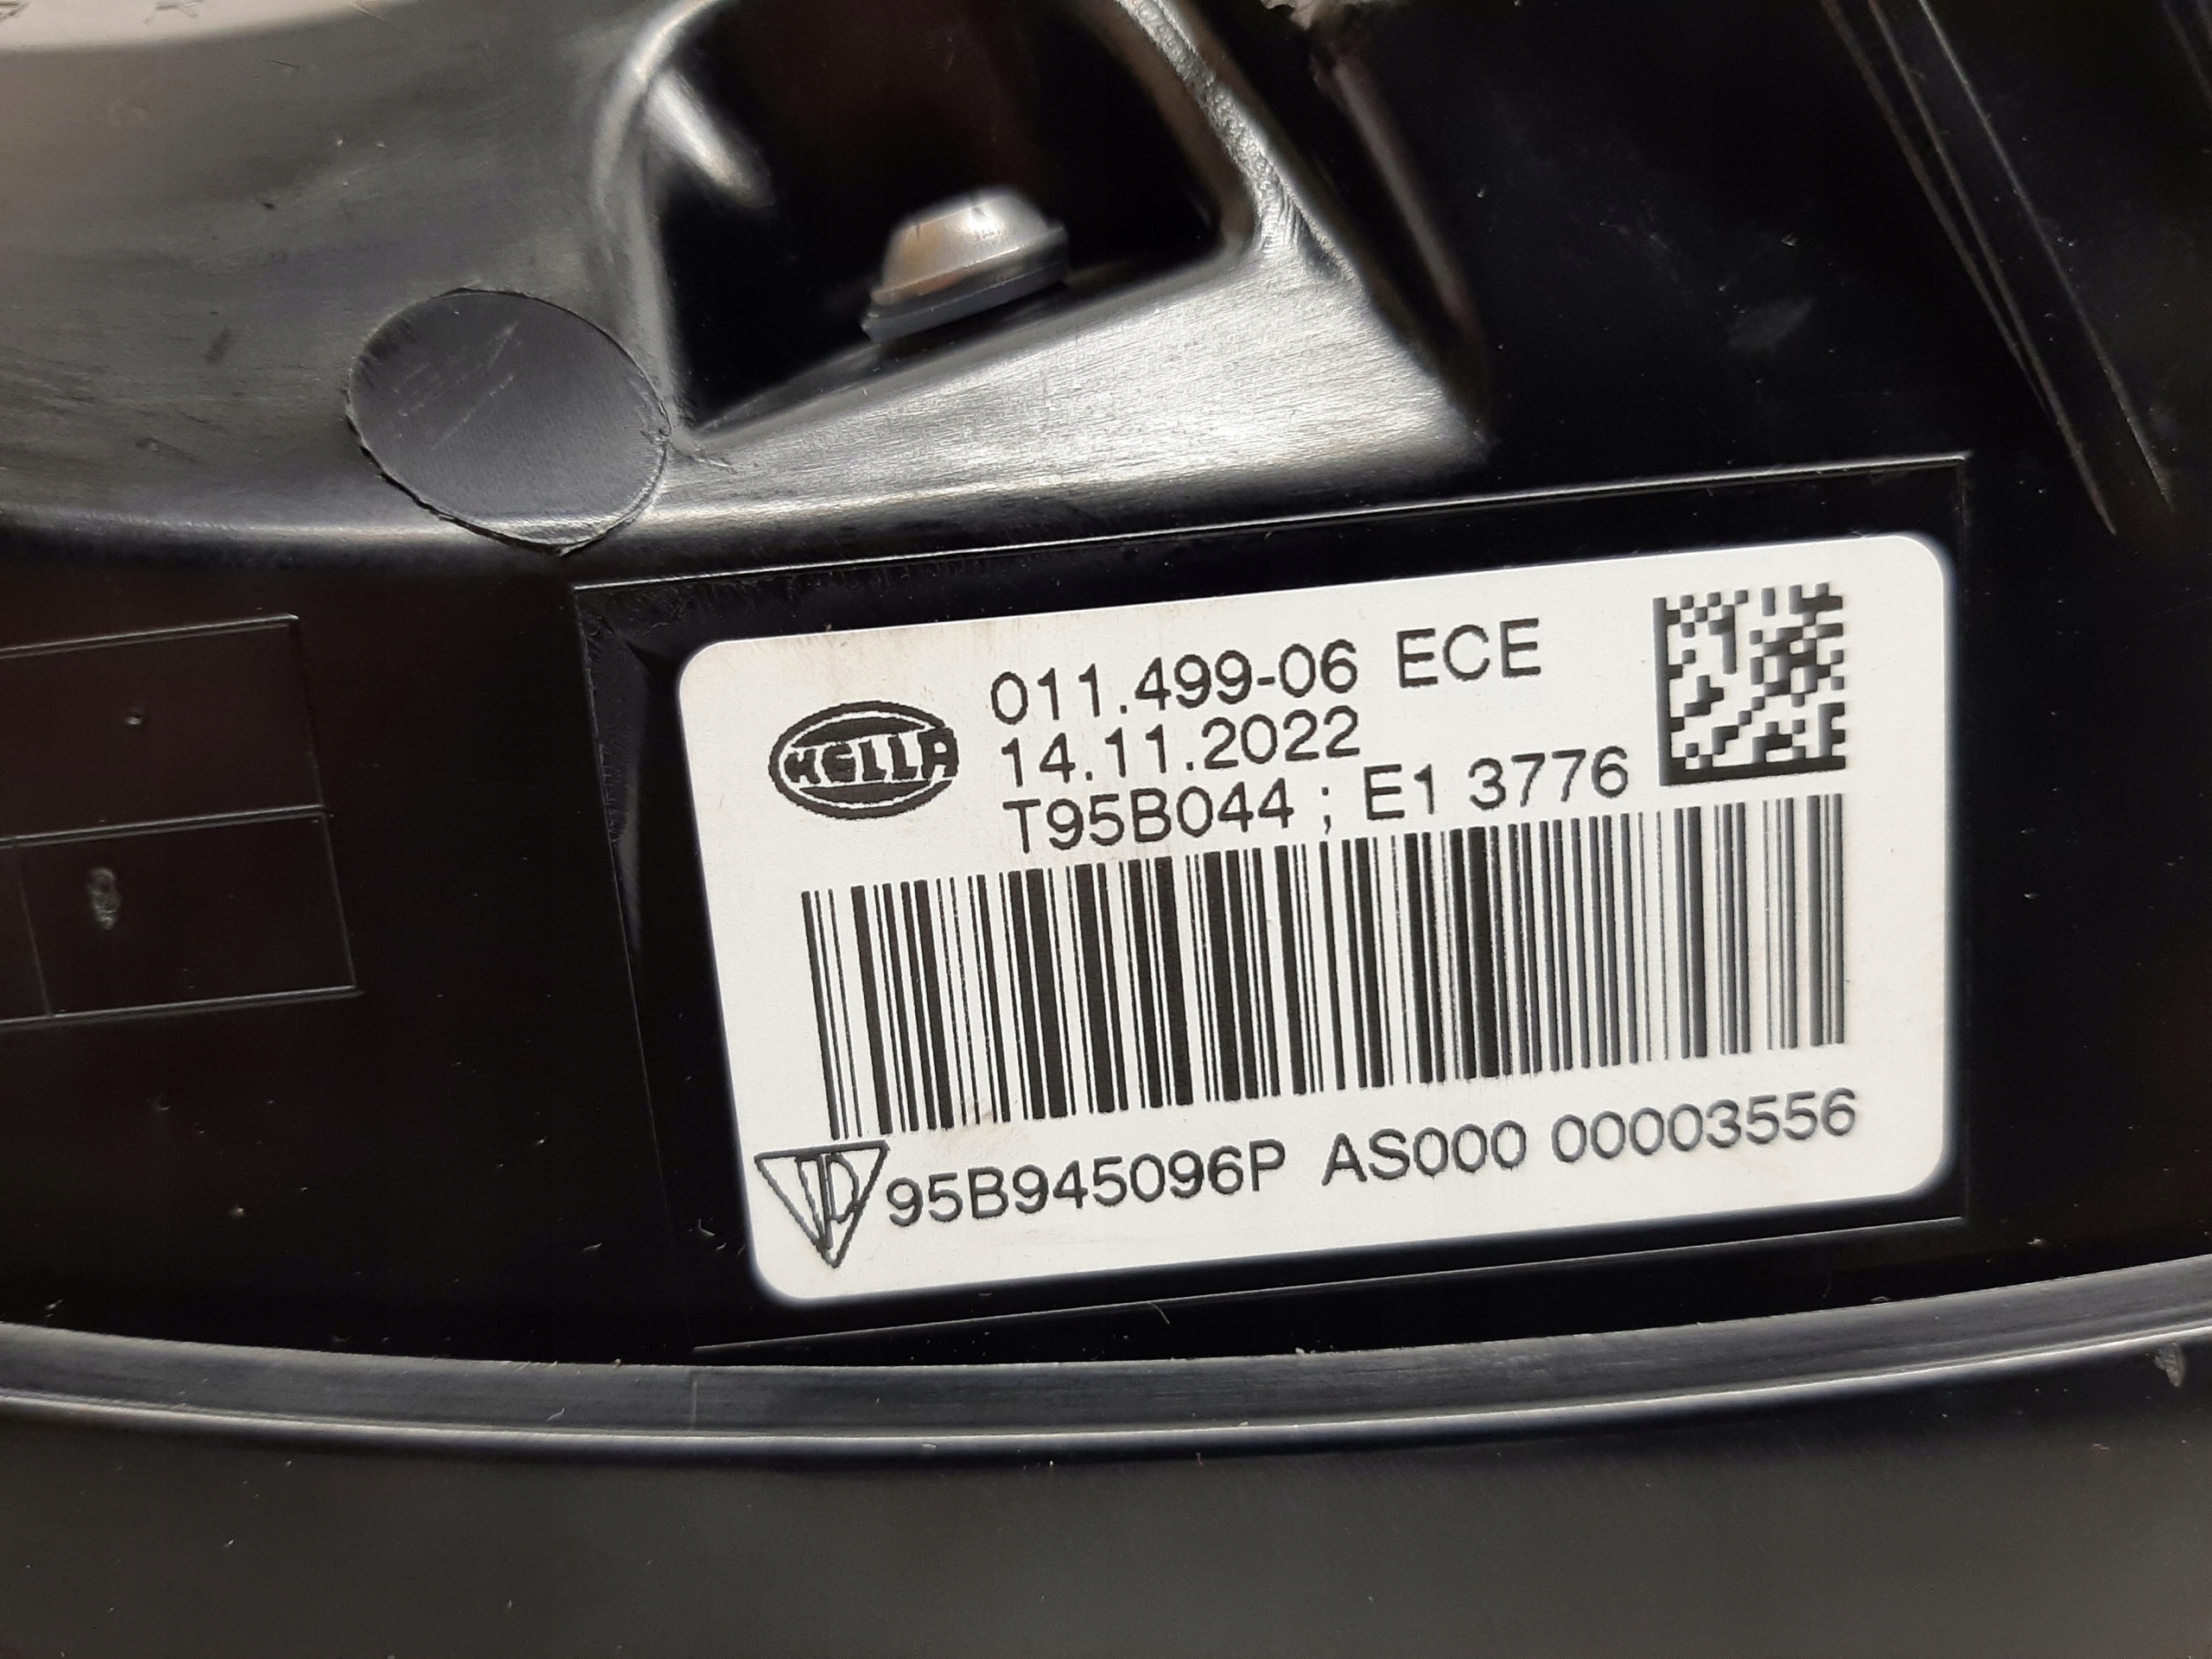 HELLA
011.499-06 ECE
14.11.2022
T95B044 ; E1 3776
95B945096P AS000 00003556